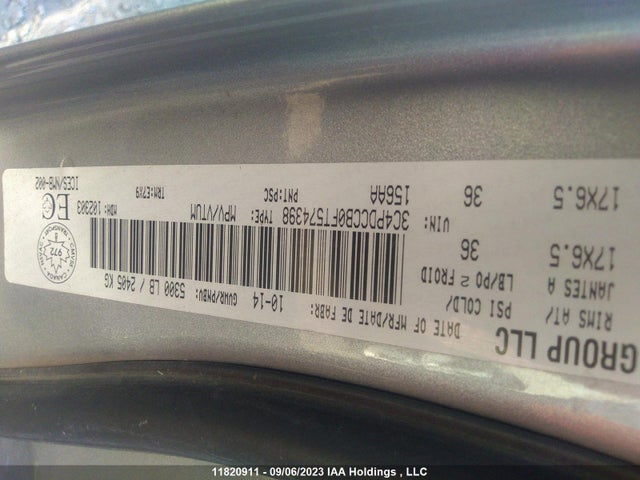 GROUP LLC
DATE OF MFR/DATE DE FABR: 10-14
GVWR/PNBV: 5300 LB / 2405 KG
RIMS AT/ JANTES A
PSI COLD/ LB/PO 2 FROID
17X6.5 36
17X6.5 36
VIN: 3C4PDCCB0FT574398
TYPE: MPV/VTUM
156AA
PNT:PSC
TRM:E7X9
MDH: 102303
EC
ICES/NMB-002
972
11820911 - 09/06/2023 IAA Holdings , LLC